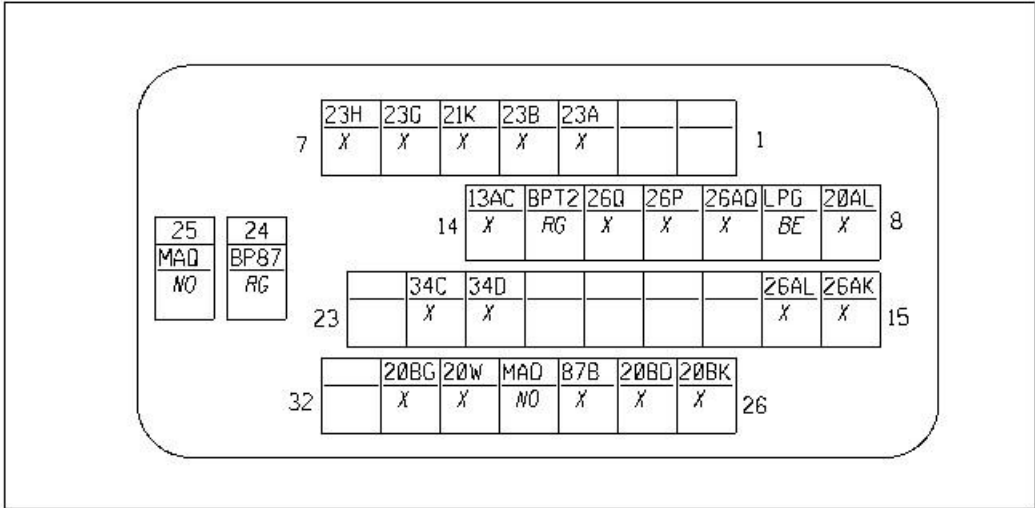 23H 23G 21K 23B 23A
7 X X X X X 1
13AC BPT2 26Q 26P 26AQ LPG 20AL
14 X RG X X X BE X 8
25 24
MAQ BP87
NO RG
34C 34D 26AL 26AK
23 X X X X 15
20BG 20W MAQ 87B 20BD 20BK
32 X X NO X X X 26